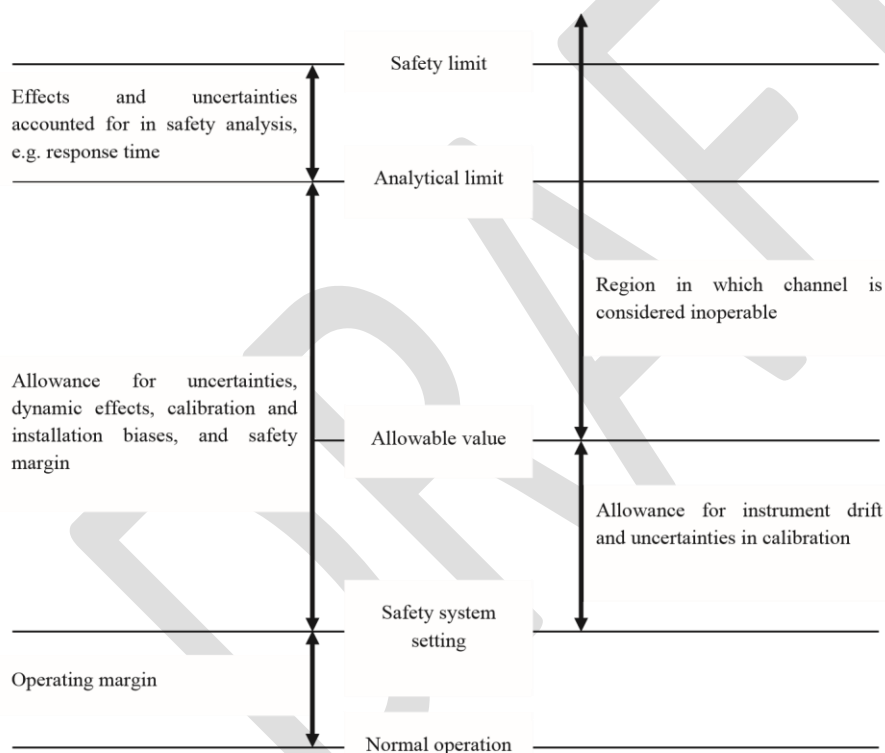 Safety limit
Effects and uncertainties
accounted for in safety analysis,
e.g. response time
Analytical limit
Region in which channel is
considered inoperable
Allowance for uncertainties,
dynamic effects, calibration and
installation biases, and safety
margin
Allowable value
Allowance for instrument drift
and uncertainties in calibration
Safety system
setting
Operating margin
Normal operation
DRAFT